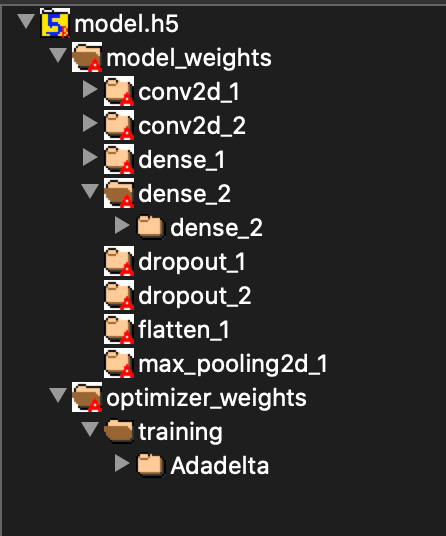 model.h5
model_weights
conv2d_1
conv2d_2
dense_1
dense_2
dense_2
dropout_1
dropout_2
flatten_1
max_pooling2d_1
optimizer_weights
training
Adadelta